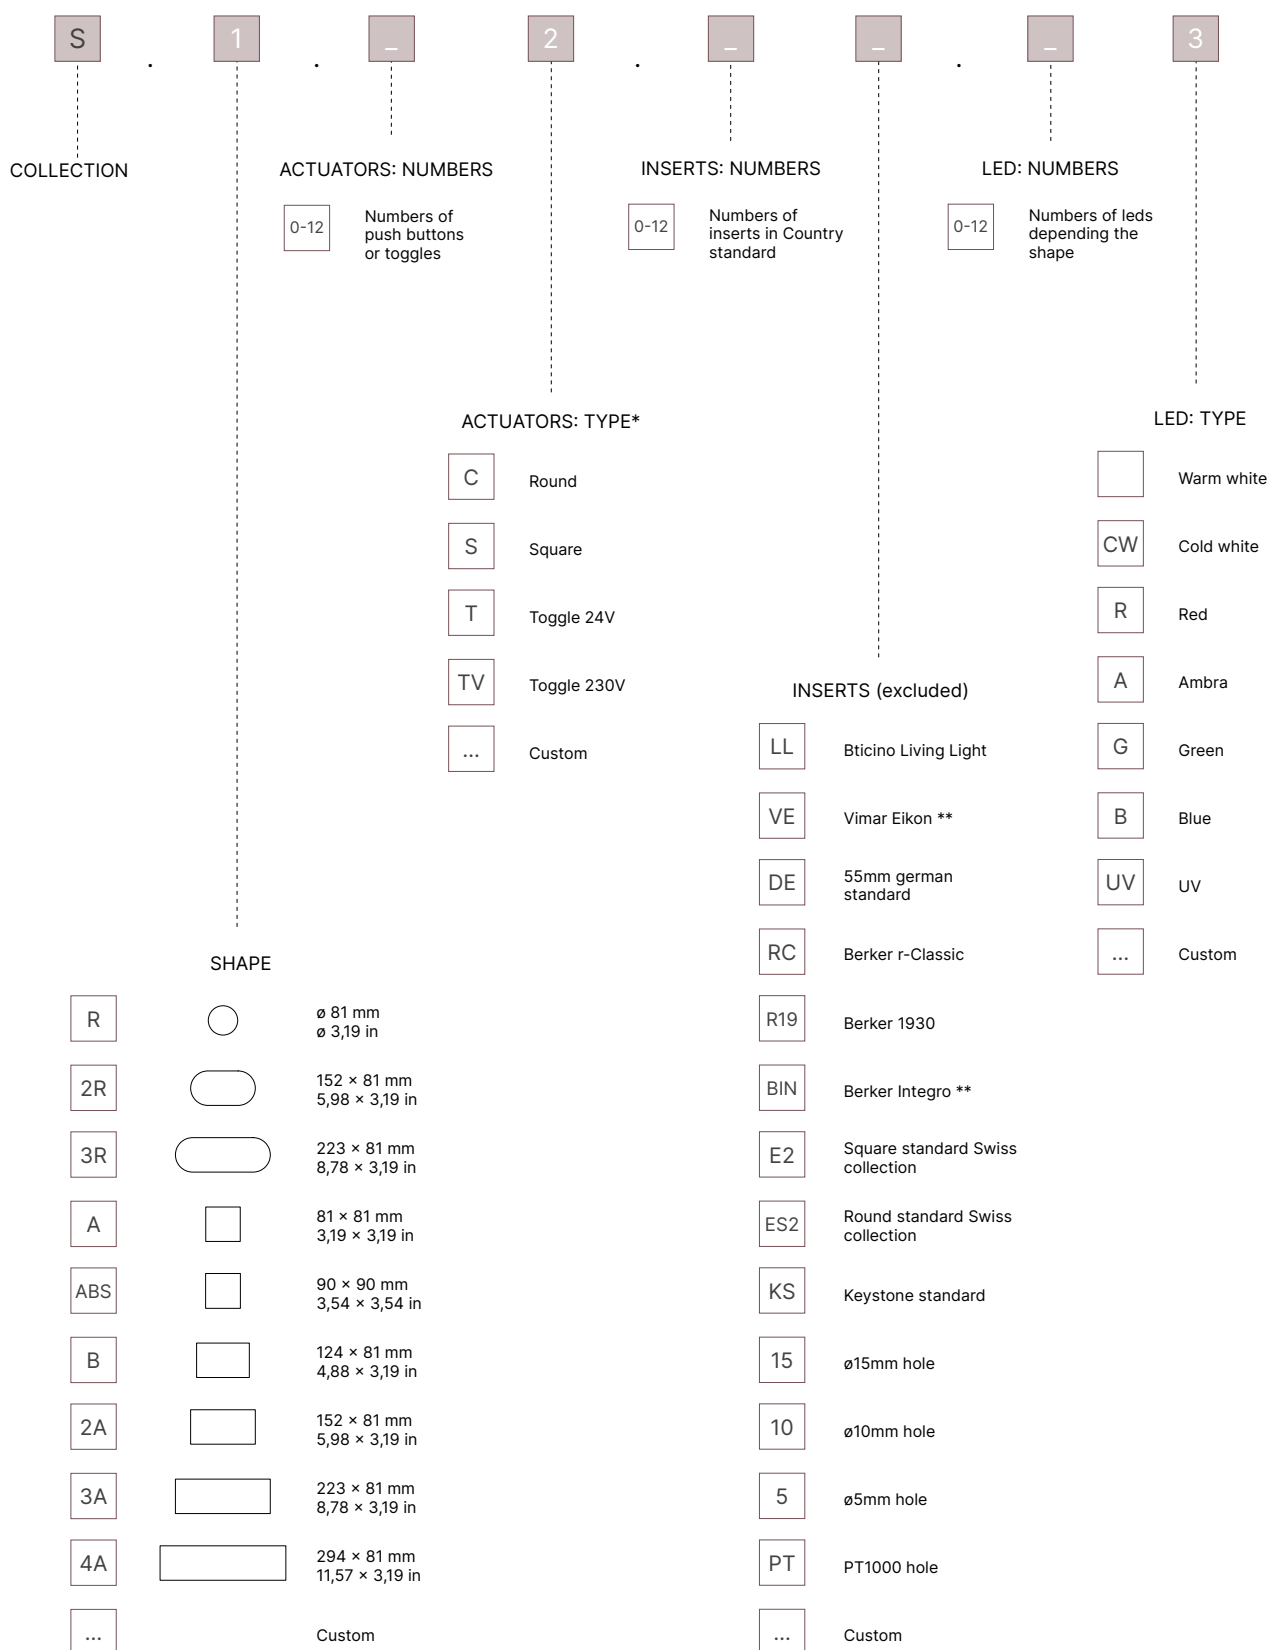 S . 1 . _ 2 . _ _ . _ 3
COLLECTION
ACTUATORS: NUMBERS
0-12
Numbers of
push buttons
or toggles
INSERTS: NUMBERS
0-12
Numbers of
inserts in Country
standard
LED: NUMBERS
0-12
Numbers of leds
depending the
shape
ACTUATORS: TYPE*
C Round
S Square
T Toggle 24V
TV Toggle 230V
... Custom
LED: TYPE
Warm white
CW Cold white
R Red
A Ambra
G Green
B Blue
UV UV
... Custom
INSERTS (excluded)
LL Bticino Living Light
VE Vimar Eikon **
DE 55mm german
standard
RC Berker r-Classic
R19 Berker 1930
BIN Berker Integro **
E2 Square standard Swiss
collection
ES2 Round standard Swiss
collection
KS Keystone standard
15 ø15mm hole
10 ø10mm hole
5 ø5mm hole
PT PT1000 hole
... Custom
SHAPE
R ø 81 mm
ø 3,19 in
2R 152 × 81 mm
5,98 × 3,19 in
3R 223 × 81 mm
8,78 × 3,19 in
A 81 × 81 mm
3,19 × 3,19 in
ABS 90 × 90 mm
3,54 × 3,54 in
B 124 × 81 mm
4,88 × 3,19 in
2A 152 × 81 mm
5,98 × 3,19 in
3A 223 × 81 mm
8,78 × 3,19 in
4A 294 × 81 mm
11,57 × 3,19 in
... Custom